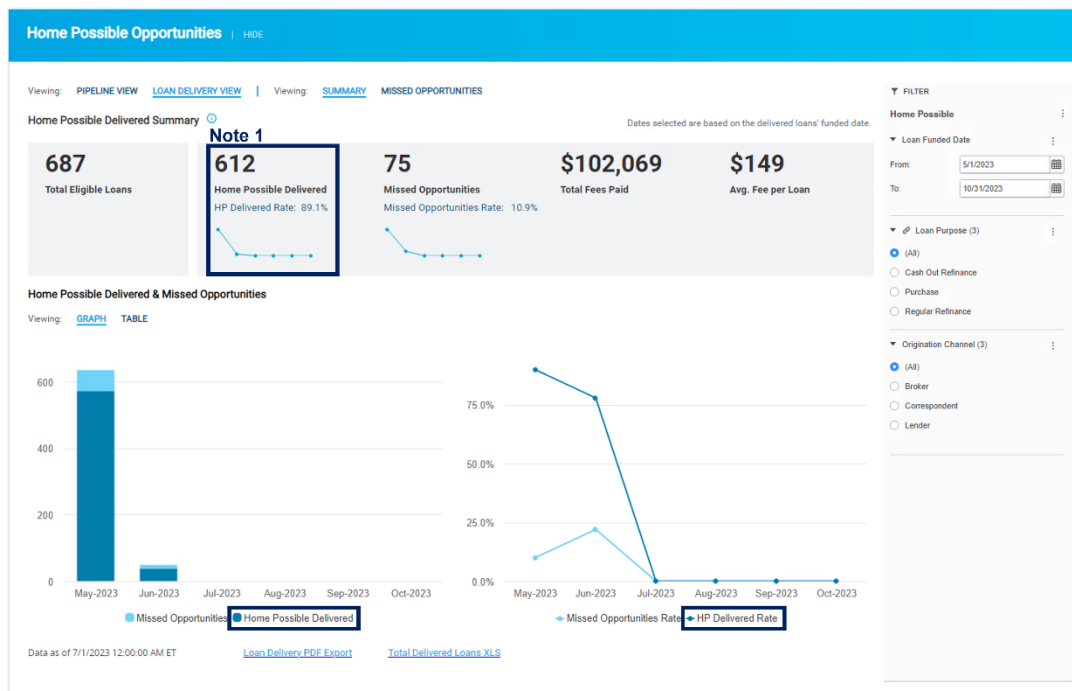 Home Possible Opportunities | HIDE
Viewing: PIPELINE VIEW LOAN DELIVERY VIEW | Viewing: SUMMARY MISSED OPPORTUNITIES
Home Possible Delivered Summary
Note 1
Dates selected are based on the delivered loans' funded date.
687
Total Eligible Loans
612
Home Possible Delivered
HP Delivered Rate: 89.1%
75
Missed Opportunities
Missed Opportunities Rate: 10.9%
$102,069
Total Fees Paid
$149
Avg. Fee per Loan
Home Possible Delivered & Missed Opportunities
Viewing: GRAPH TABLE
600
400
200
0
May-2023 Jun-2023 Jul-2023 Aug-2023 Sep-2023 Oct-2023
Missed Opportunities Home Possible Delivered
75.0%
50.0%
25.0%
0.0%
May-2023 Jun-2023 Jul-2023 Aug-2023 Sep-2023 Oct-2023
Missed Opportunities Rate HP Delivered Rate
Data as of 7/1/2023 12:00:00 AM ET Loan Delivery PDF Export Total Delivered Loans XLS
FILTER
Home Possible
Loan Funded Date
From: 5/1/2023
To: 10/31/2023
Loan Purpose (3)
(All)
Cash Out Refinance
Purchase
Regular Refinance
Origination Channel (3)
(All)
Broker
Correspondent
Lender